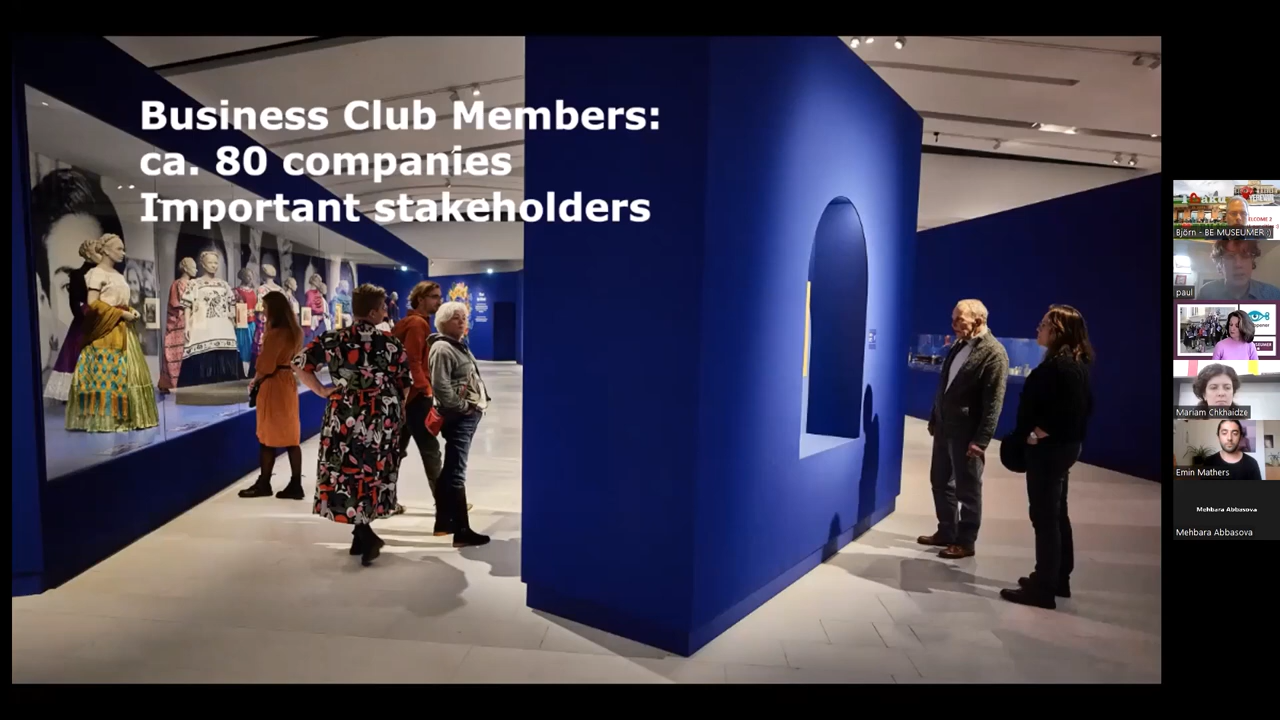 Business Club Members:
ca. 80 companies
Important stakeholders
Björn - BE MUSEUMER :)
paul
Mariam Chkhaidze
Emin Mathers
Mehbara Abbasova
Mehbara Abbasova